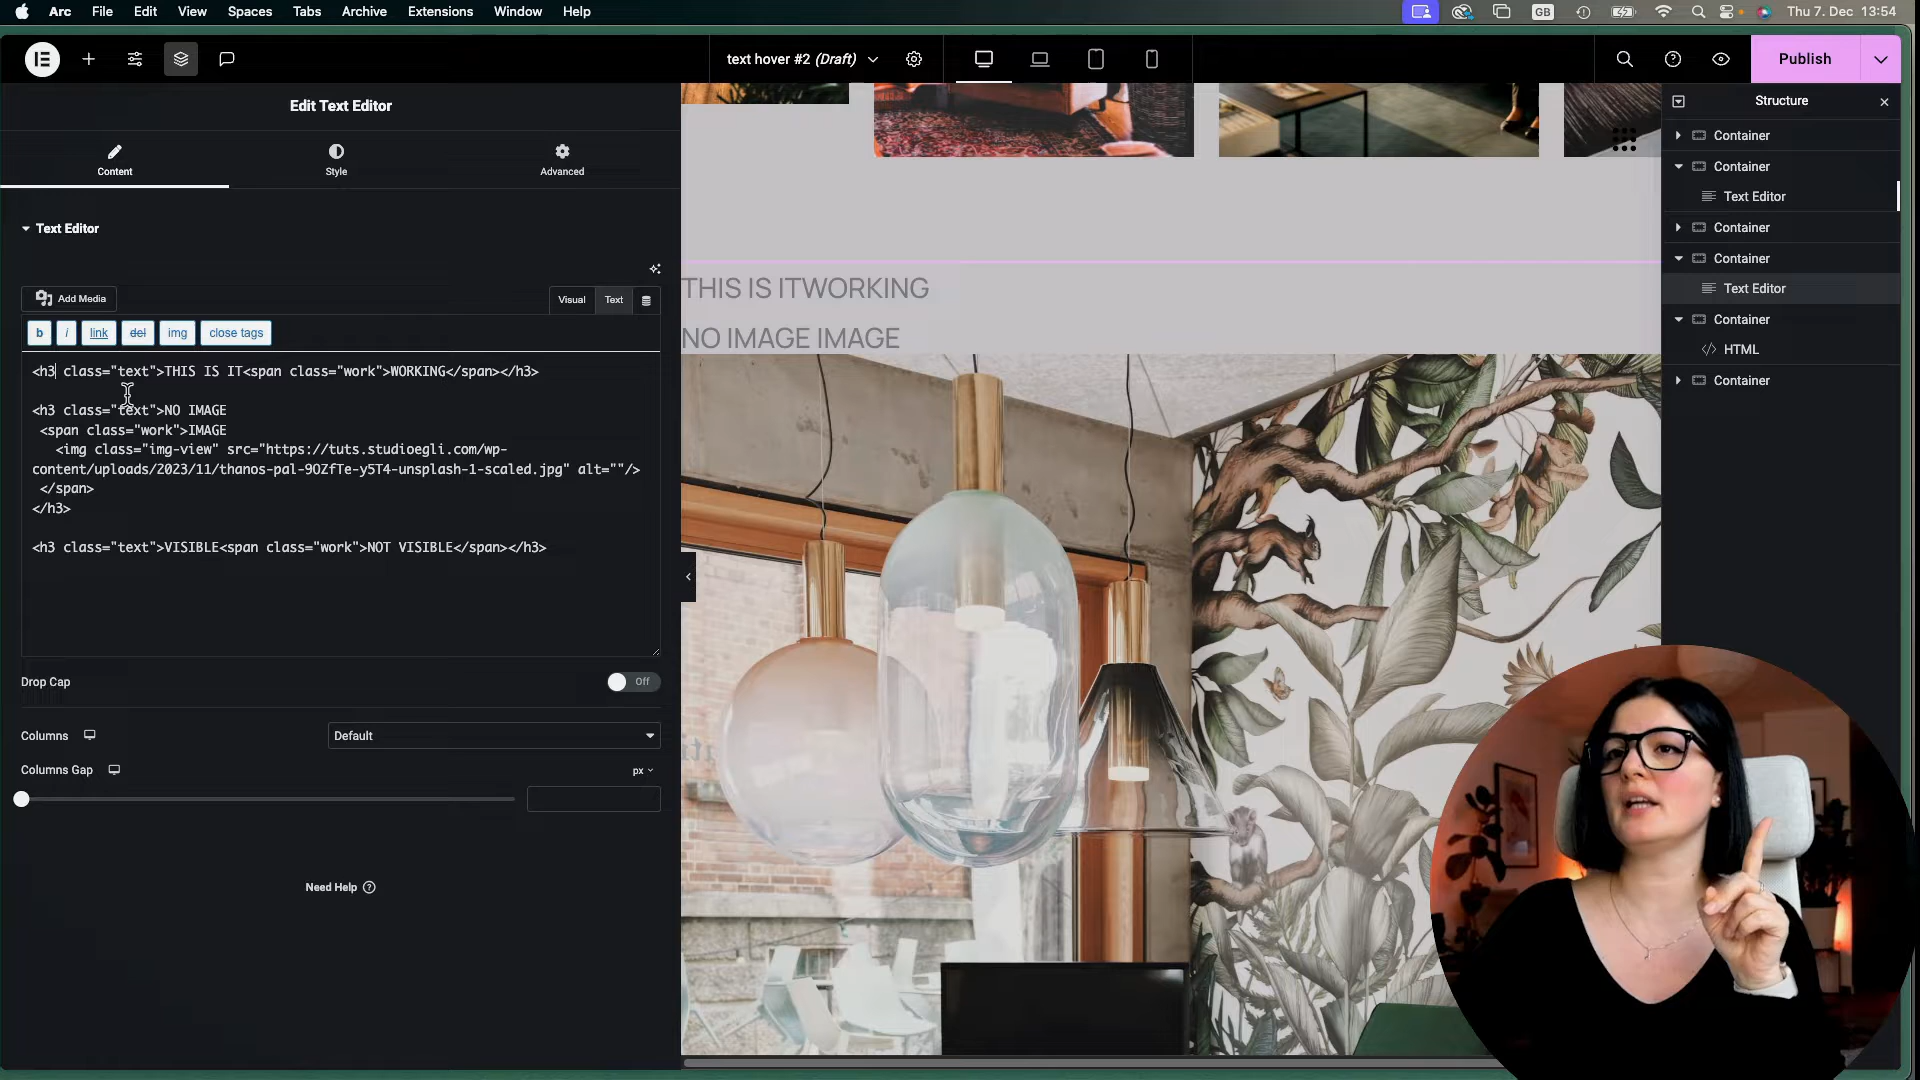 Arc File Edit View Spaces Tabs Archive Extensions Window Help
GB
Thu 7. Dec 13:54
text hover #2 (Draft)
Publish
Edit Text Editor
Content
Style
Advanced
Text Editor
Add Media
Visual
Text
b
i
link
del
img
close tags
<h3 class="text">THIS IS IT<span class="work">WORKING</span></h3>
<h3 class="text">NO IMAGE
<span class="work">IMAGE
<img class="img-view" src="https://tuts.studioegli.com/wp-
content/uploads/2023/11/thanos-pal-9OZfTe-y5T4-unsplash-1-scaled.jpg" alt=""/>
</span>
</h3>
<h3 class="text">VISIBLE<span class="work">NOT VISIBLE</span></h3>
Drop Cap
Off
Columns
Default
Columns Gap
px
Need Help
THIS IS ITWORKING
NO IMAGE IMAGE
Structure
Container
Container
Text Editor
Container
Container
Text Editor
Container
HTML
Container